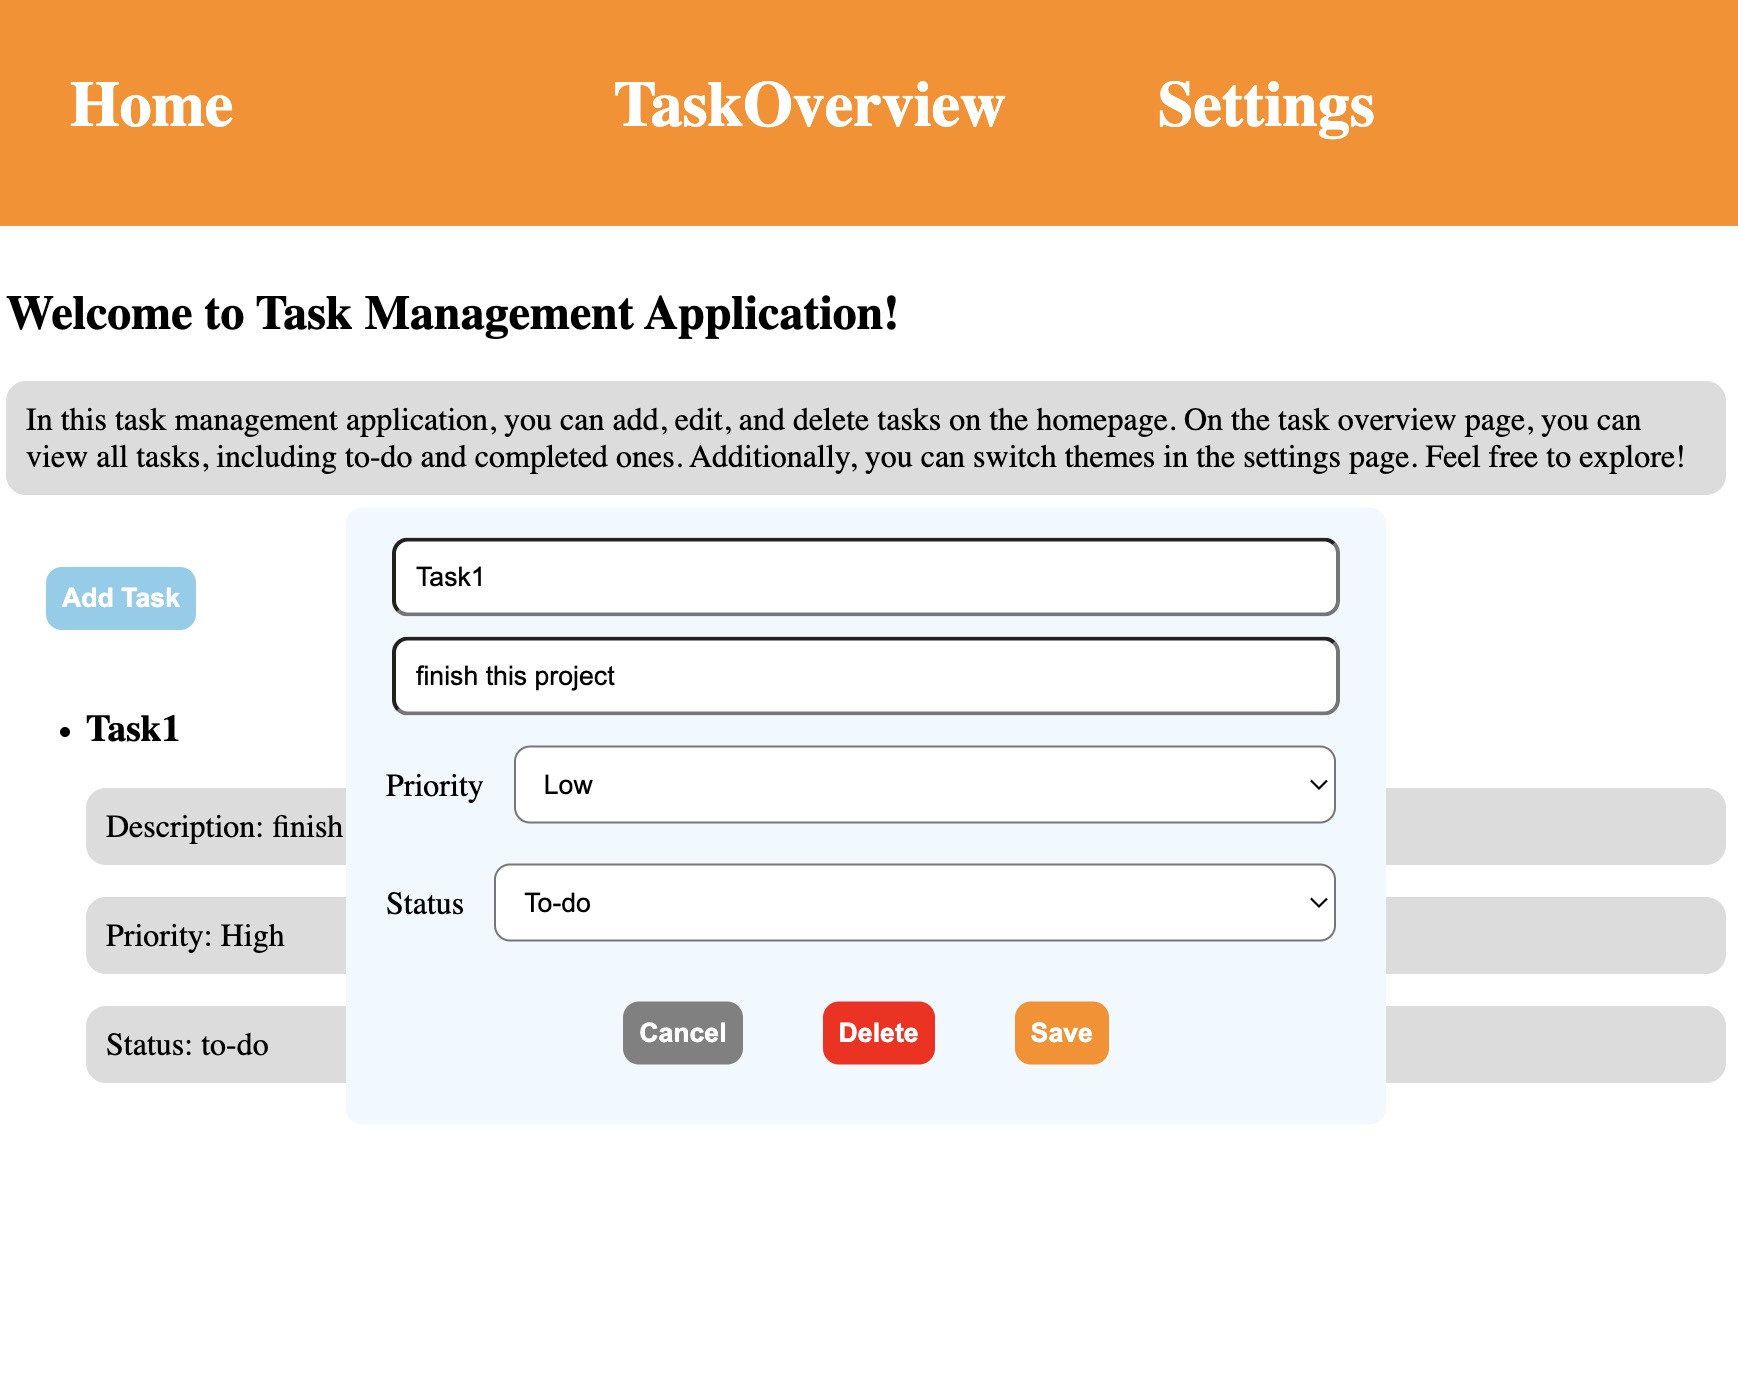 Home TaskOverview Settings
Welcome to Task Management Application!
In this task management application, you can add, edit, and delete tasks on the homepage. On the task overview page, you can
view all tasks, including to-do and completed ones. Additionally, you can switch themes in the settings page. Feel free to explore!
Add Task
Task1
Description: finish
Priority: High
Status: to-do
Task1
finish this project
Priority Low
Status To-do
Cancel Delete Save